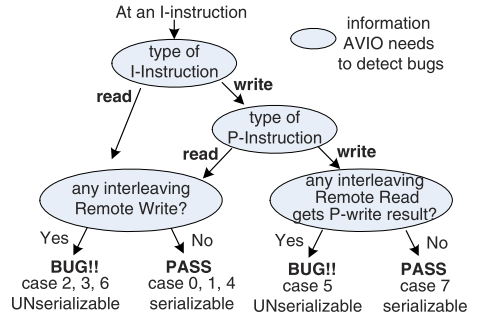 At an I-instruction
information
AVIO needs
to detect bugs
type of
I-Instruction
read
write
type of
P-Instruction
read
write
any interleaving
Remote Write?
any interleaving
Remote Read
gets P-write result?
Yes
No
Yes
No
BUG!!
case 2, 3, 6
UNserializable
PASS
case 0, 1, 4
serializable
BUG!!
case 5
UNserializable
PASS
case 7
serializable